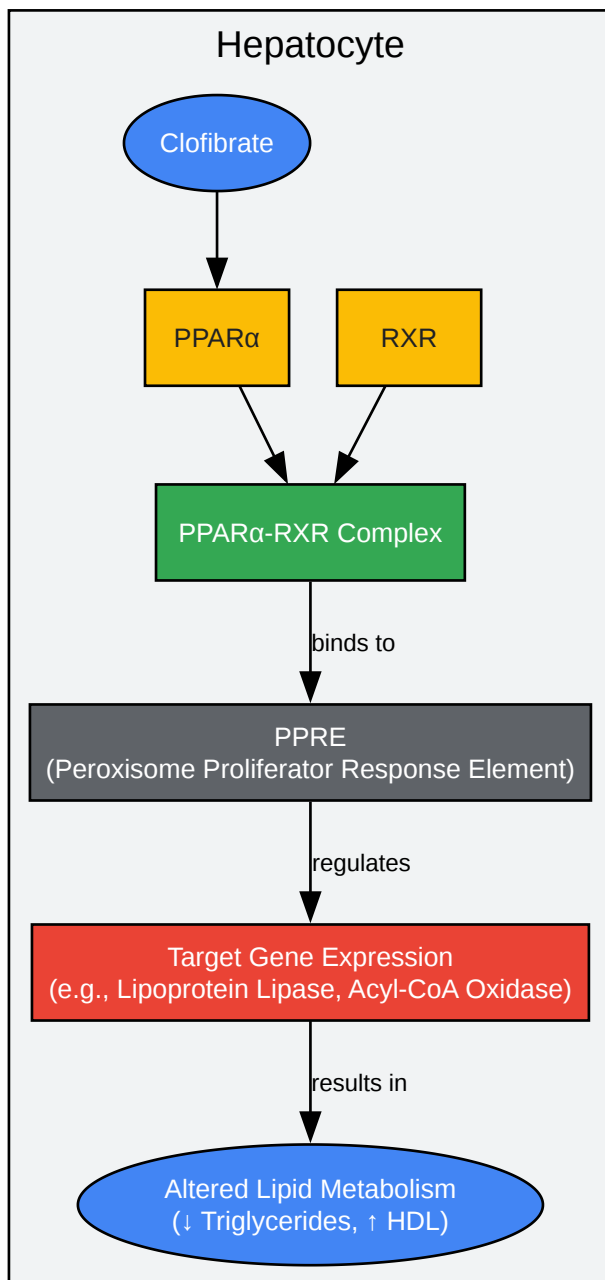 Hepatocyte
Clofibrate
PPARα
RXR
PPARα-RXR Complex
binds to
PPRE
(Peroxisome Proliferator Response Element)
regulates
Target Gene Expression
(e.g., Lipoprotein Lipase, Acyl-CoA Oxidase)
results in
Altered Lipid Metabolism
(↓ Triglycerides, ↑ HDL)